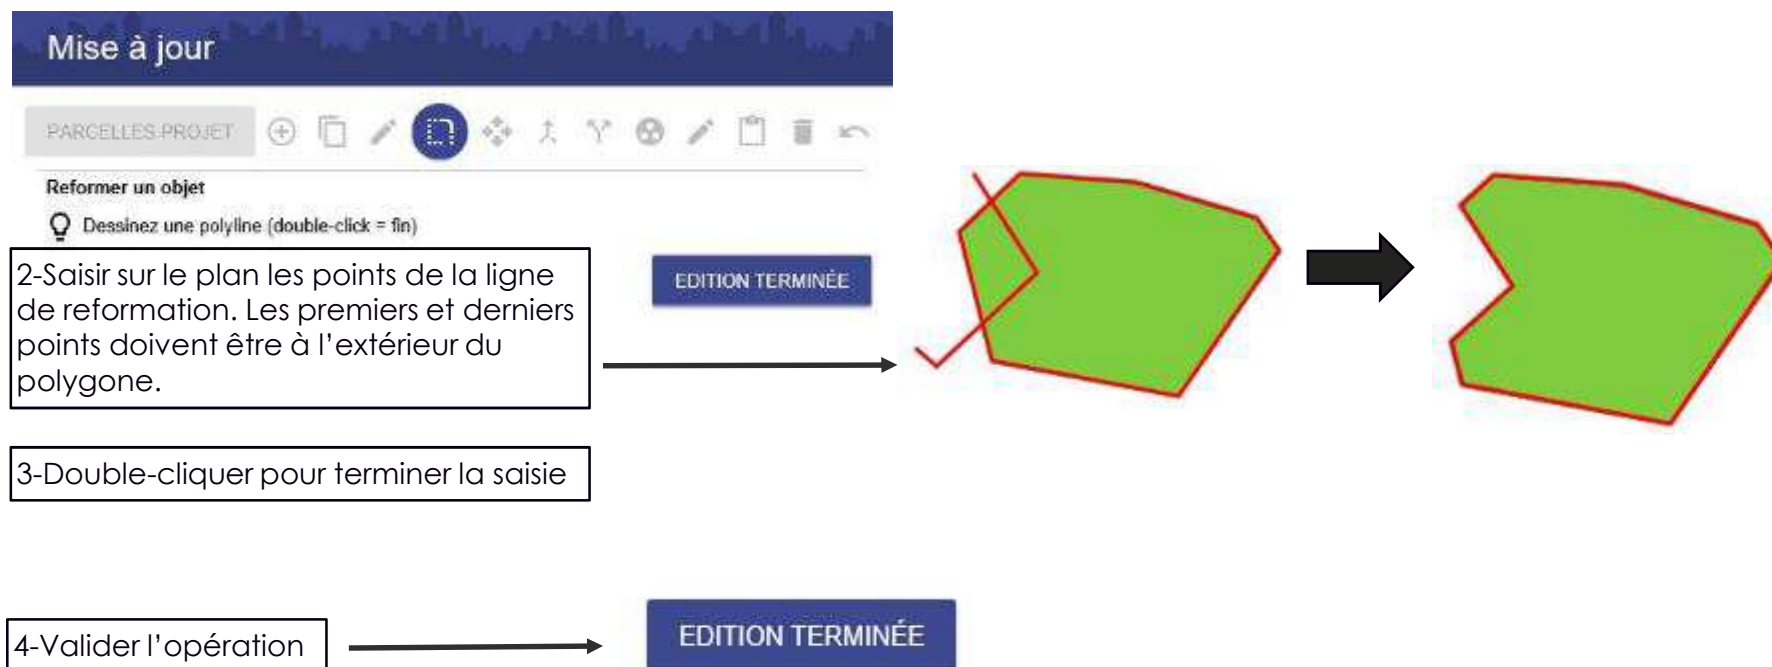 Mise à jour
PARCELLES PROJET
Reformer un objet
Dessinez une polyline (double-click = fin)
2-Saisir sur le plan les points de la ligne
de reformation. Les premiers et derniers
points doivent être à l’extérieur du
polygone.
EDITION TERMINÉE
3-Double-cliquer pour terminer la saisie
4-Valider l’opération
EDITION TERMINÉE